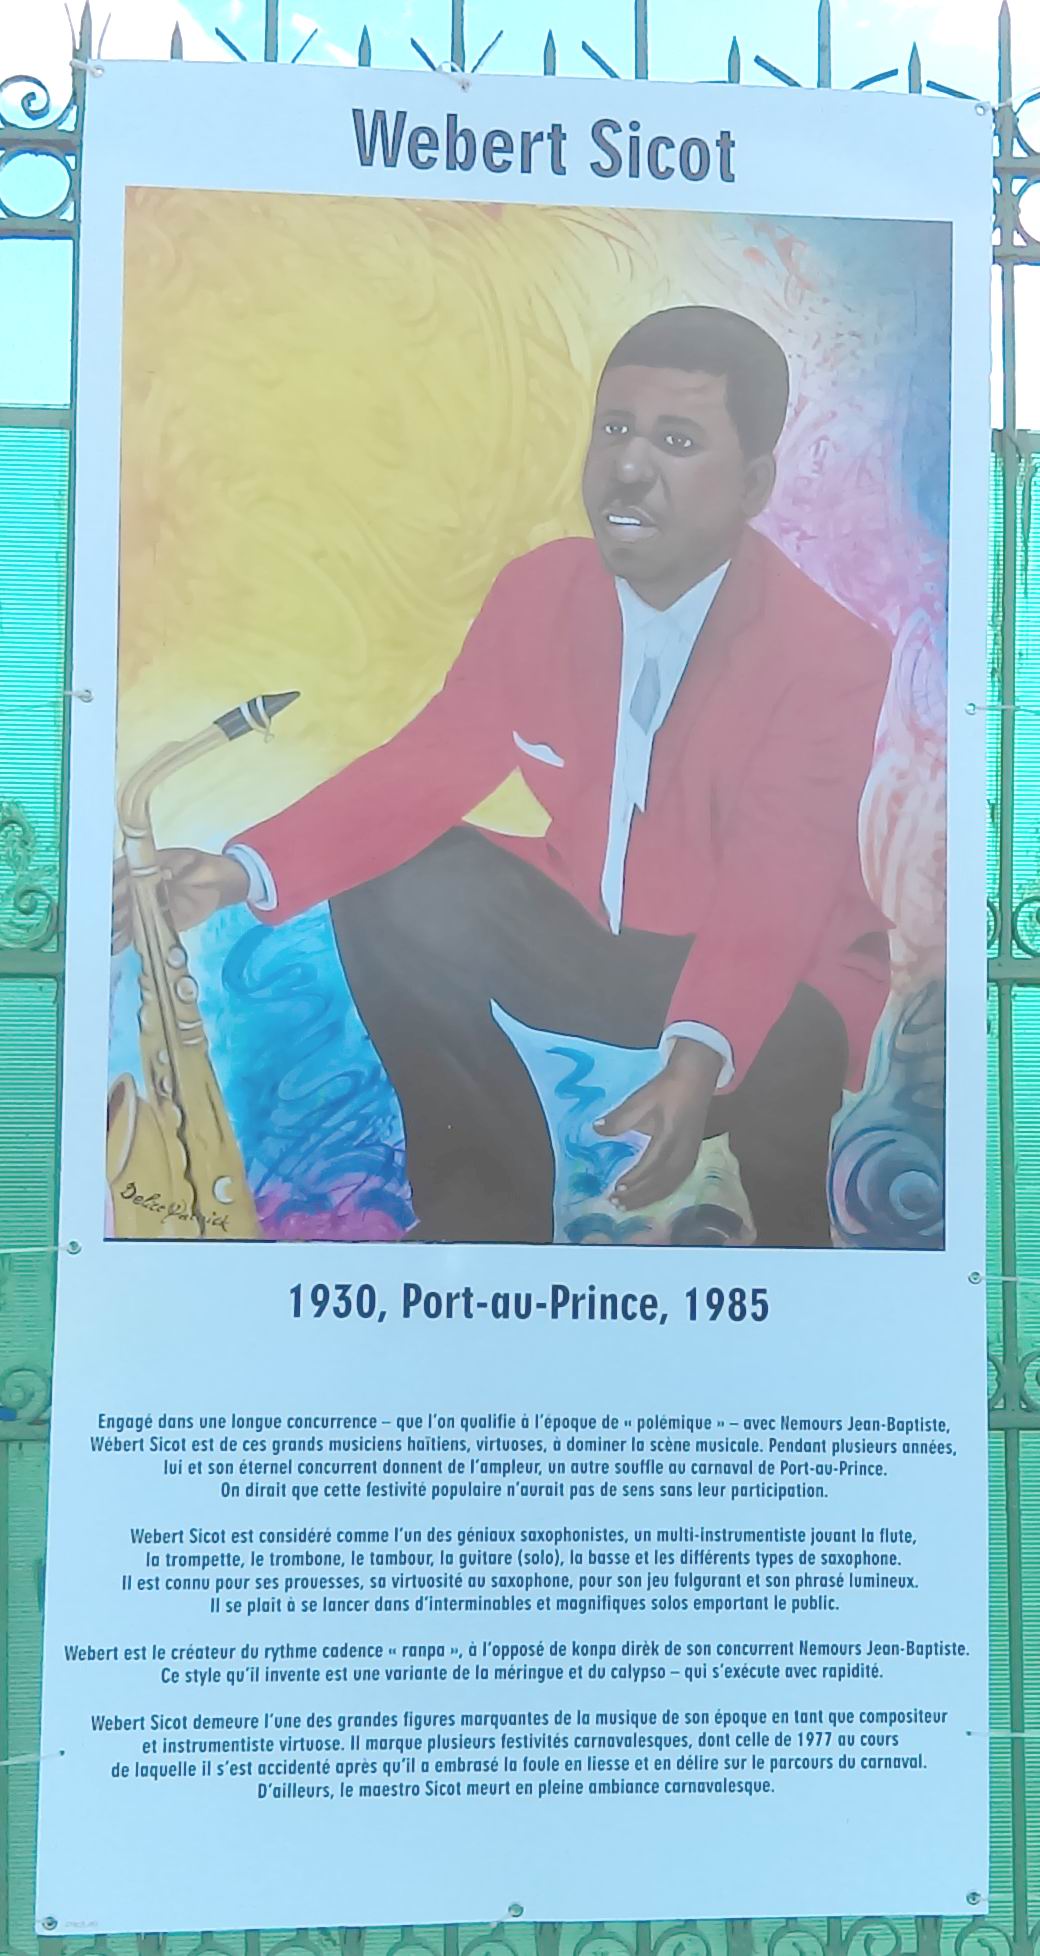 Webert Sicot
Delce Patrick
1930, Port-au-Prince, 1985
Engagé dans une longue concurrence – que l'on qualifie à l'époque de « polémique » – avec Nemours Jean-Baptiste,
Wébert Sicot est de ces grands musiciens haïtiens, virtuoses, à dominer la scène musicale. Pendant plusieurs années,
lui et son éternel concurrent donnent de l'ampleur, un autre souffle au carnaval de Port-au-Prince.
On dirait que cette festivité populaire n'aurait pas de sens sans leur participation.
Webert Sicot est considéré comme l'un des géniaux saxophonistes, un multi-instrumentiste jouant la flute,
la trompette, le trombone, le tambour, la guitare (solo), la basse et les différents types de saxophone.
Il est connu pour ses prouesses, sa virtuosité au saxophone, pour son jeu fulgurant et son phrasé lumineux.
Il se plait à se lancer dans d'interminables et magnifiques solos emportant le public.
Webert est le créateur du rythme cadence « ranpa », à l'opposé de konpa dirèk de son concurrent Nemours Jean-Baptiste.
Ce style qu'il invente est une variante de la méringue et du calypso – qui s'exécute avec rapidité.
Webert Sicot demeure l'une des grandes figures marquantes de la musique de son époque en tant que compositeur
et instrumentiste virtuose. Il marque plusieurs festivités carnavalesques, dont celle de 1977 au cours
de laquelle il s'est accidenté après qu'il a embrasé la foule en liesse et en délire sur le parcours du carnaval.
D'ailleurs, le maestro Sicot meurt en pleine ambiance carnavalesque.